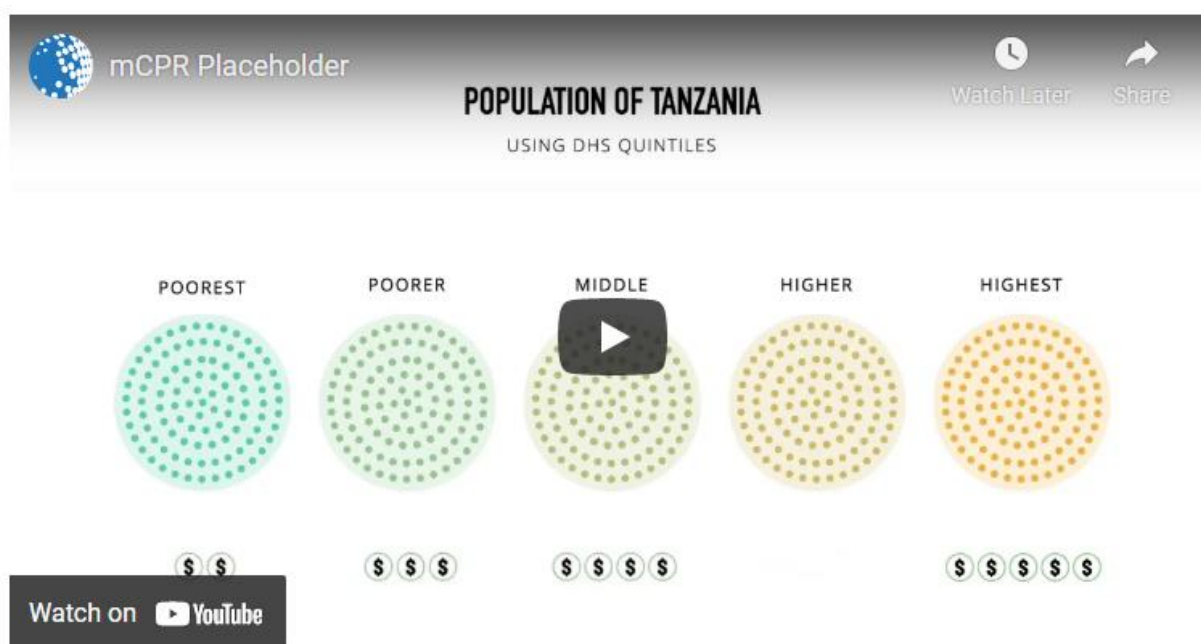 mCPR Placeholder
Watch Later
Share
POPULATION OF TANZANIA
USING DHS QUINTILES
POOREST POORER MIDDLE HIGHER HIGHEST
$ $ $ $ $ $ $ $ $ $ $ $ $ $
Watch on YouTube